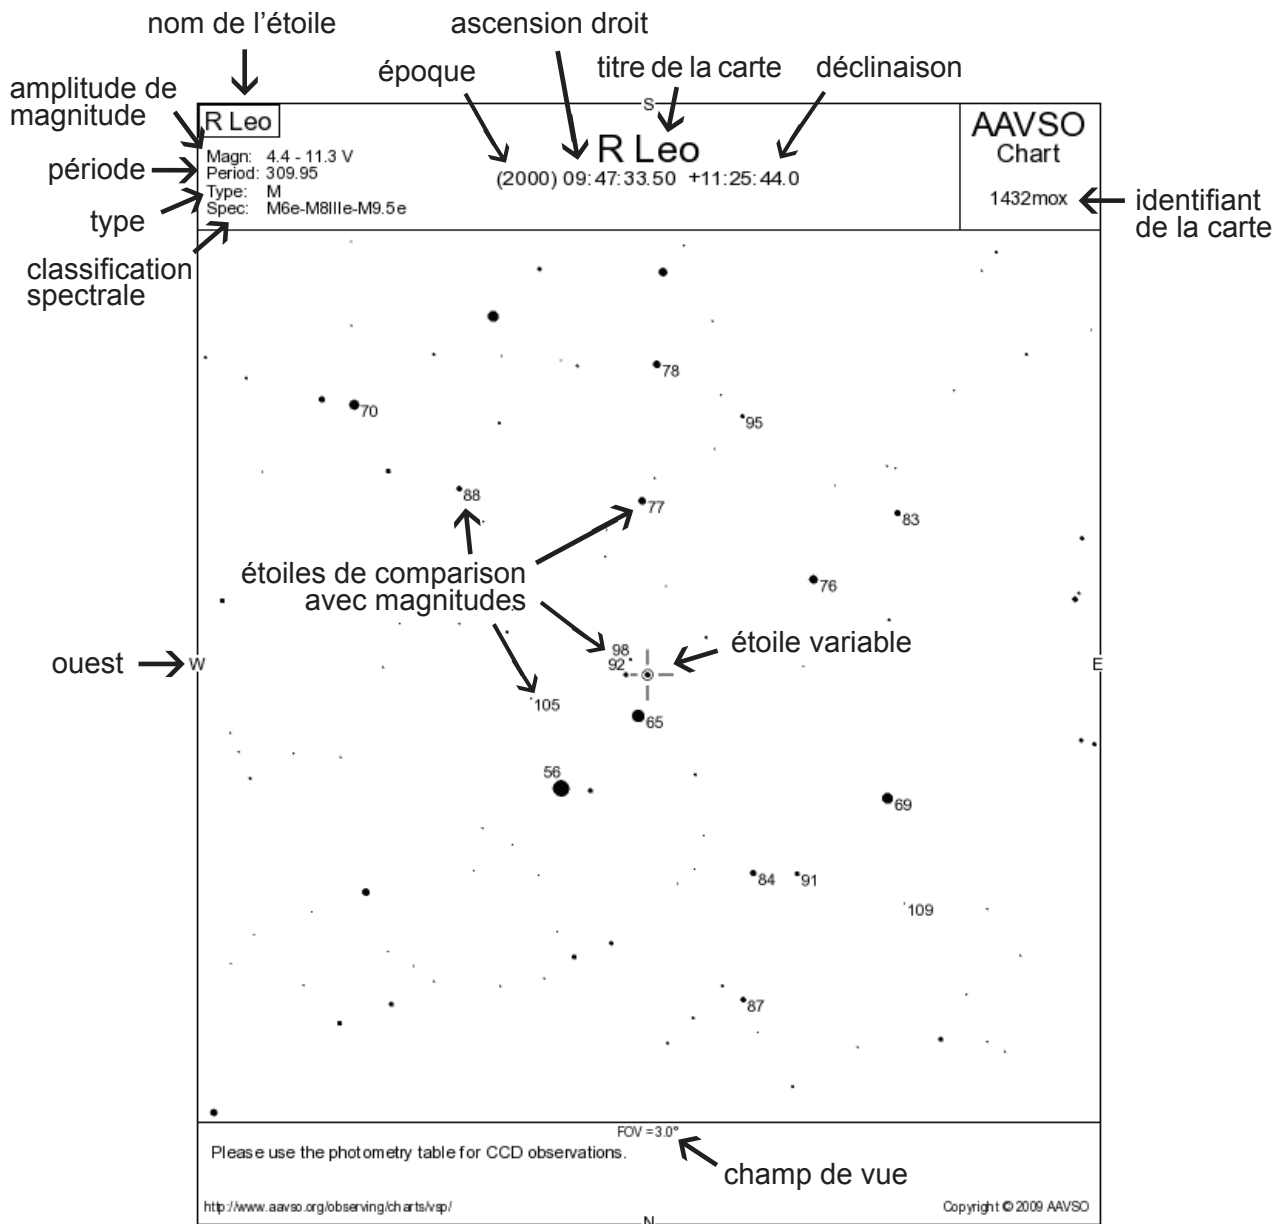 nom de l'étoile
ascension droit
époque
titre de la carte
déclinaison
amplitude de
magnitude
période
type
classification
spectrale
S
R Leo
Magn: 4.4 - 11.3 V
Period: 309.95
Type: M
Spec: M6e-M8IIIe-M9.5e
R Leo
(2000) 09:47:33.50 +11:25:44.0
AAVSO
Chart
1432mox
identifiant
de la carte
78
70
95
88
77
83
étoiles de comparison
avec magnitudes
76
étoile variable
98
92
ouest
W
E
105
65
56
69
84
91
109
87
FOV = 3.0°
Please use the photometry table for CCD observations.
champ de vue
http://www.aavso.org/observing/charts/vsp/
Copyright © 2009 AAVSO
N